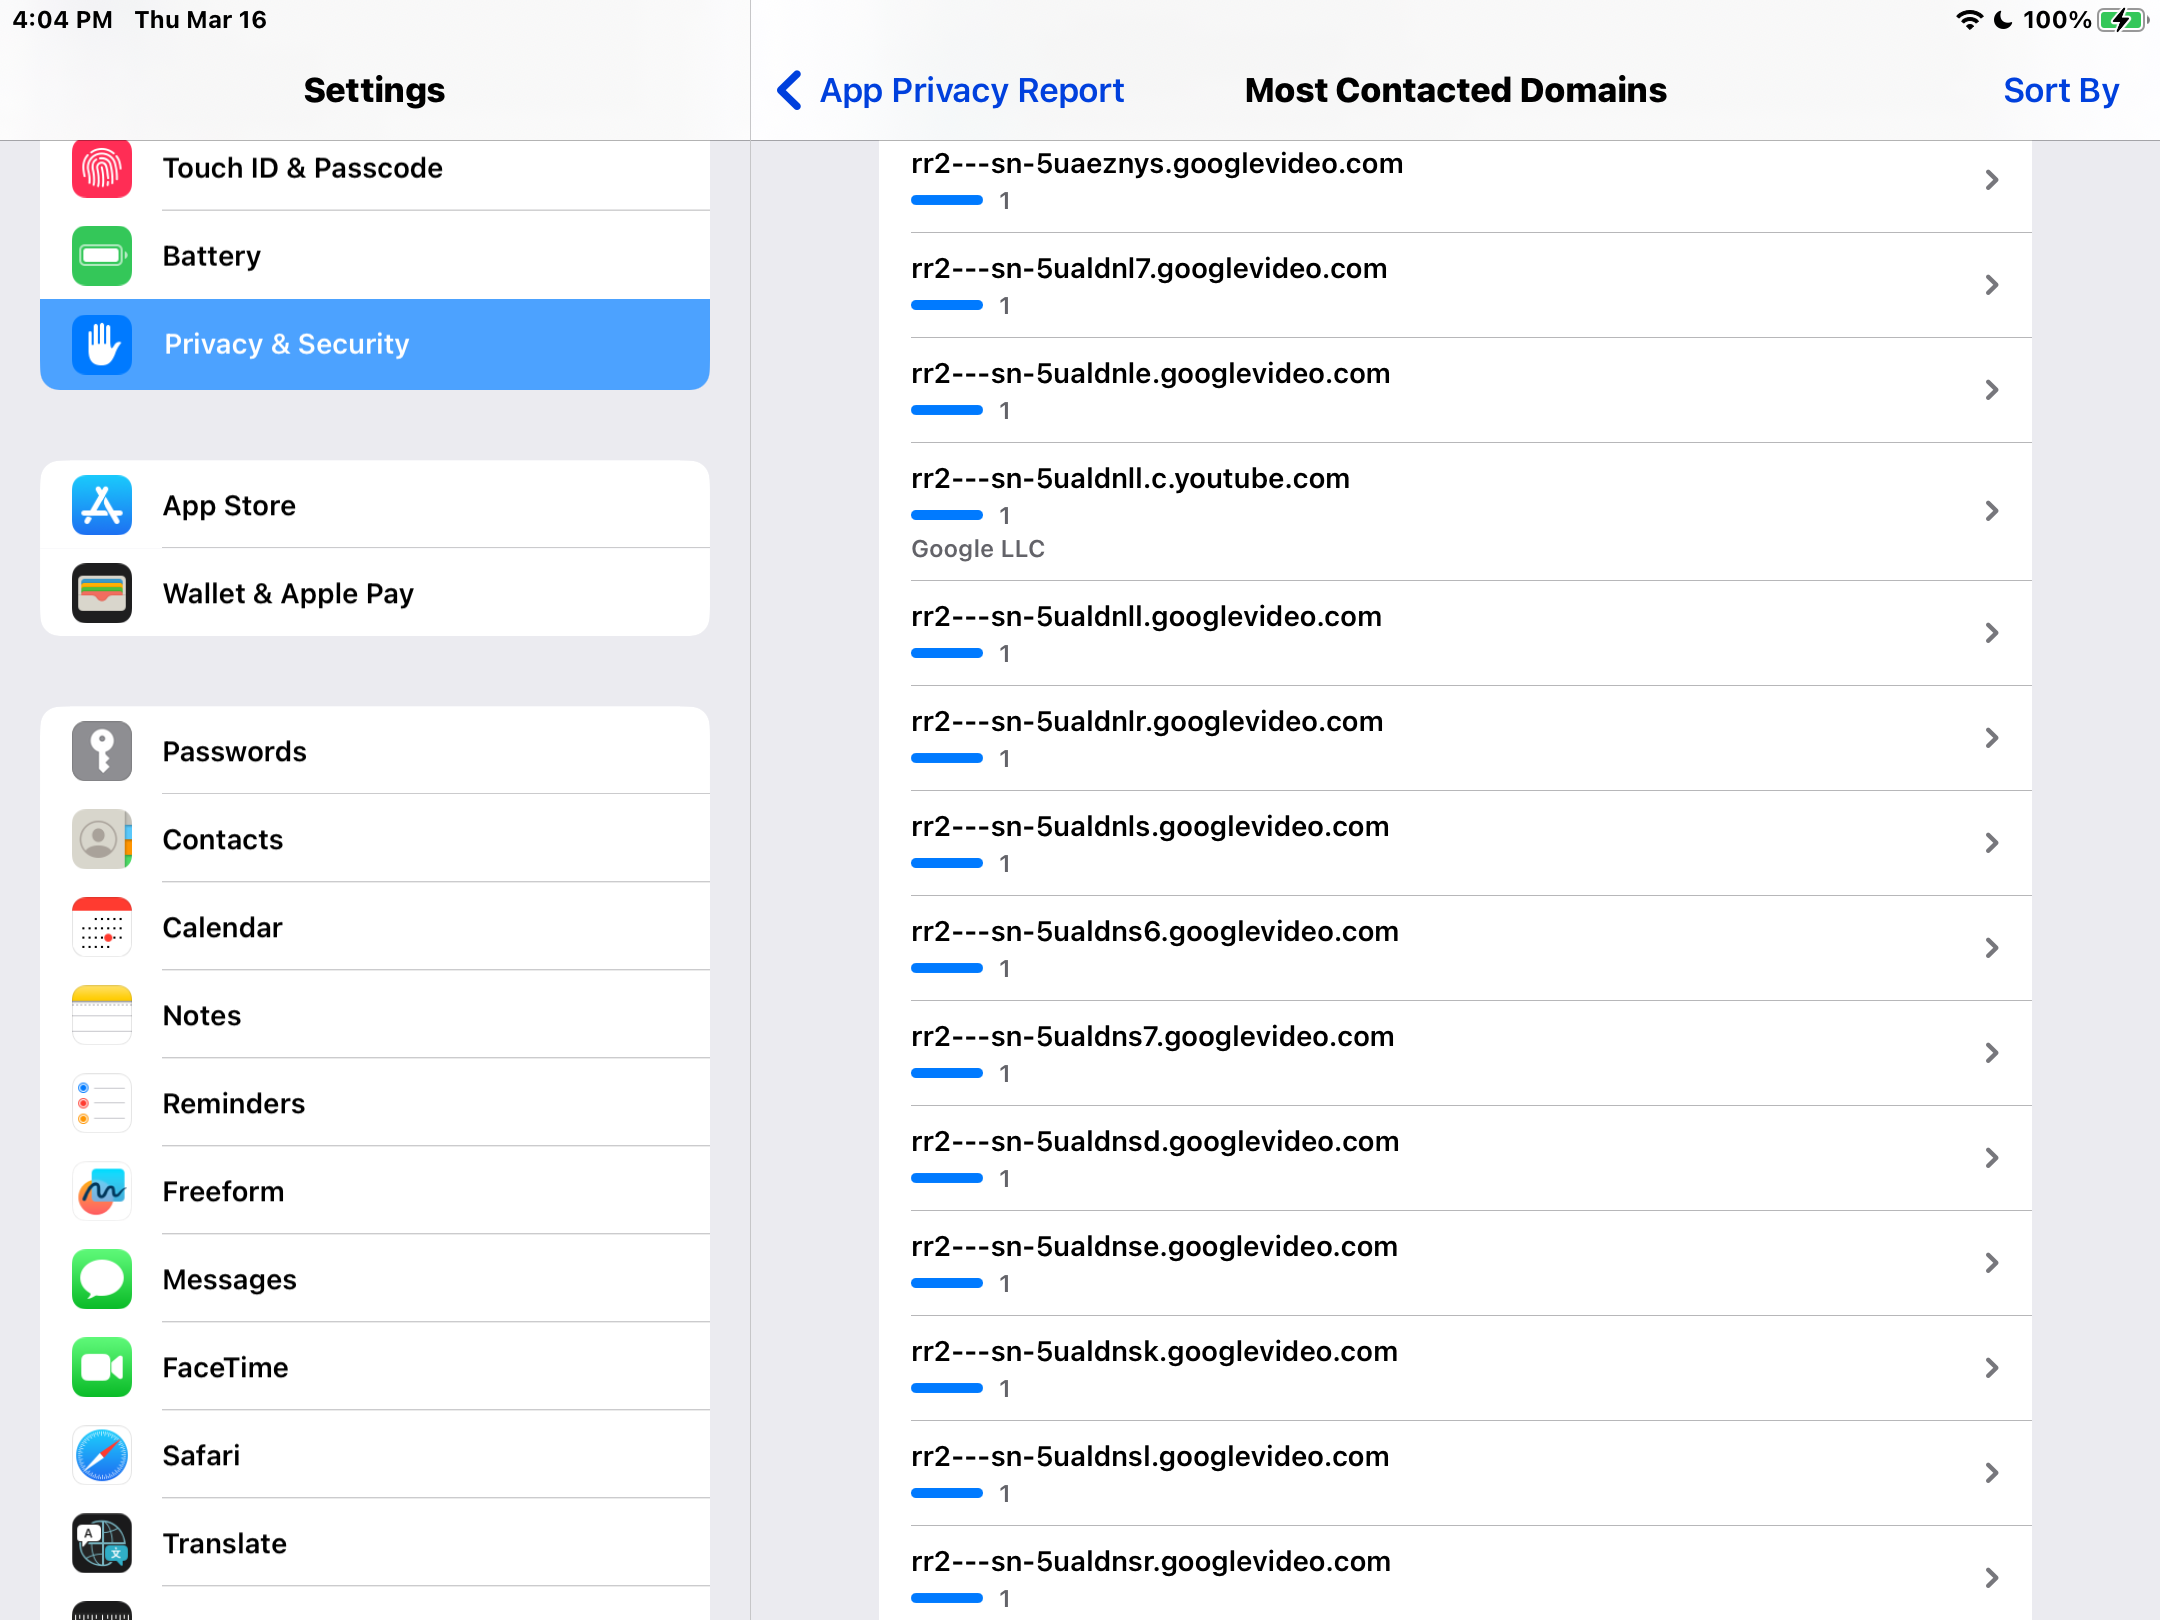 4:04 PM Thu Mar 16
100%
Settings
Touch ID & Passcode
Battery
Privacy & Security
App Store
Wallet & Apple Pay
Passwords
Contacts
Calendar
Notes
Reminders
Freeform
Messages
FaceTime
Safari
Translate
App Privacy Report
Most Contacted Domains
Sort By
rr2---sn-5uaeznys.googlevideo.com
1
rr2---sn-5ualdnl7.googlevideo.com
1
rr2---sn-5ualdnle.googlevideo.com
1
rr2---sn-5ualdnll.c.youtube.com
1
Google LLC
rr2---sn-5ualdnll.googlevideo.com
1
rr2---sn-5ualdnlr.googlevideo.com
1
rr2---sn-5ualdnls.googlevideo.com
1
rr2---sn-5ualdns6.googlevideo.com
1
rr2---sn-5ualdns7.googlevideo.com
1
rr2---sn-5ualdnsd.googlevideo.com
1
rr2---sn-5ualdnse.googlevideo.com
1
rr2---sn-5ualdnsk.googlevideo.com
1
rr2---sn-5ualdnsl.googlevideo.com
1
rr2---sn-5ualdnsr.googlevideo.com
1